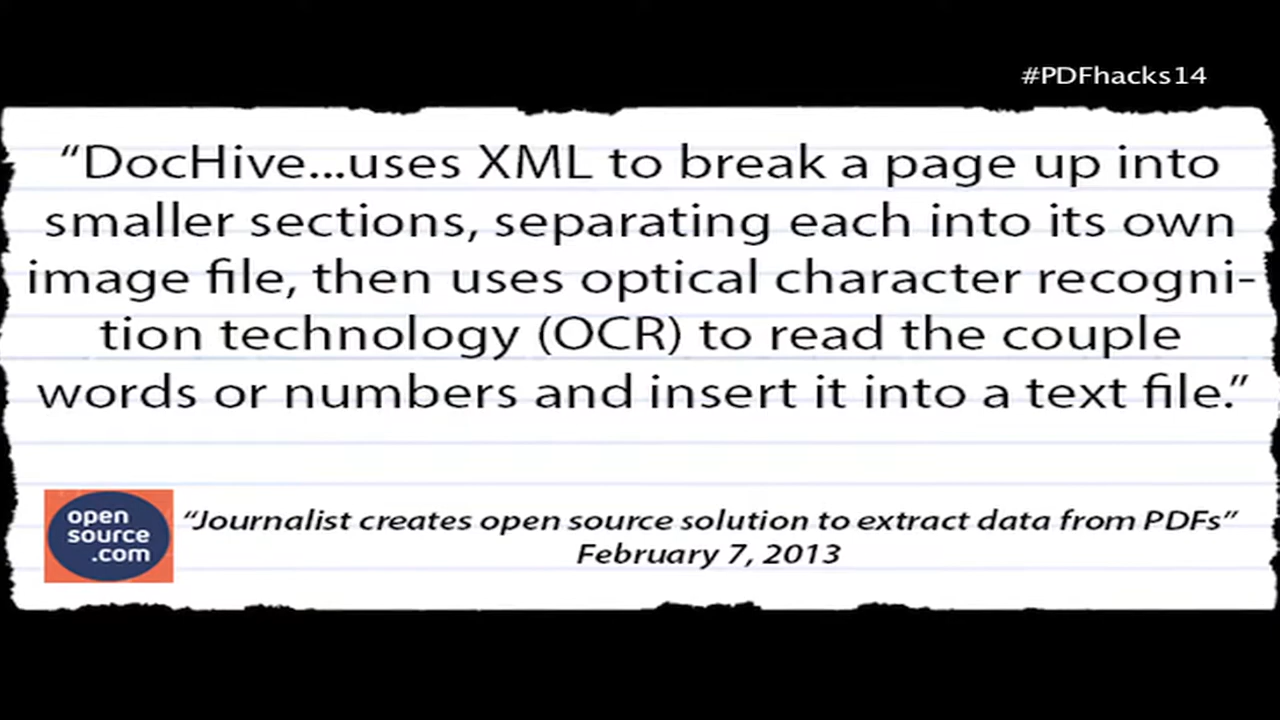 #PDFhacks14
“DocHive...uses XML to break a page up into
smaller sections, separating each into its own
image file, then uses optical character recogni-
tion technology (OCR) to read the couple
words or numbers and insert it into a text file.”
open
source
.com
“Journalist creates open source solution to extract data from PDFs”
February 7, 2013